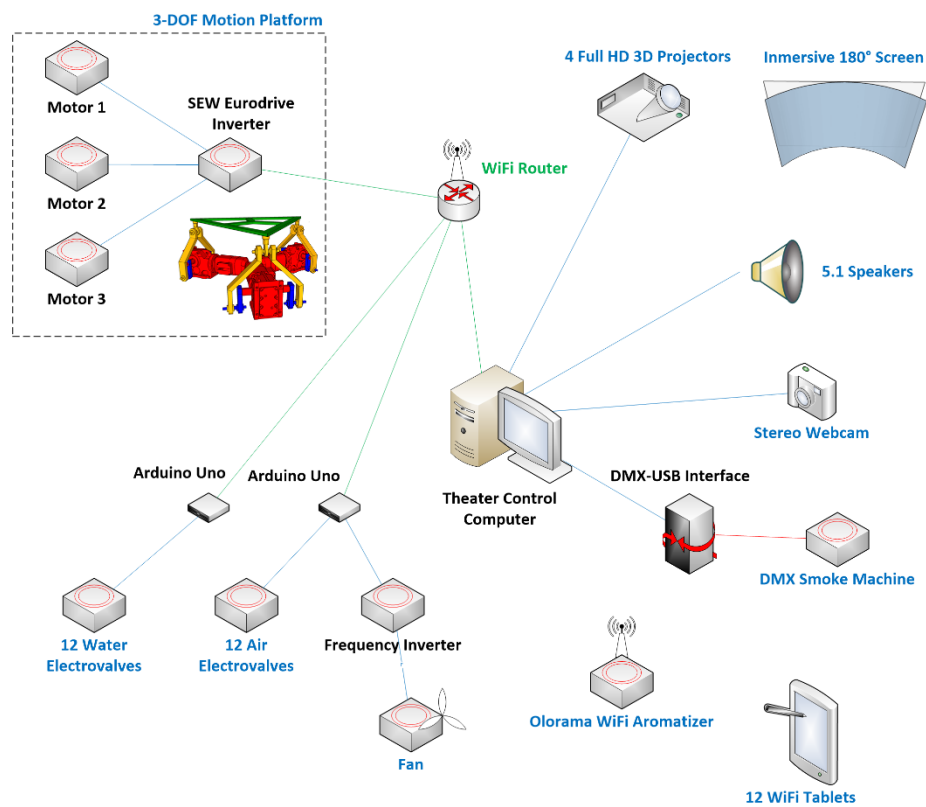 3-DOF Motion Platform
Motor 1
Motor 2
Motor 3
SEW Eurodrive
Inverter
WiFi Router
4 Full HD 3D Projectors
Inmersive 180° Screen
5.1 Speakers
Stereo Webcam
Theater Control
Computer
DMX-USB Interface
DMX Smoke Machine
Arduino Uno
Arduino Uno
12 Water
Electrovalves
12 Air
Electrovalves
Frequency Inverter
Fan
Olorama WiFi Aromatizer
12 WiFi Tablets